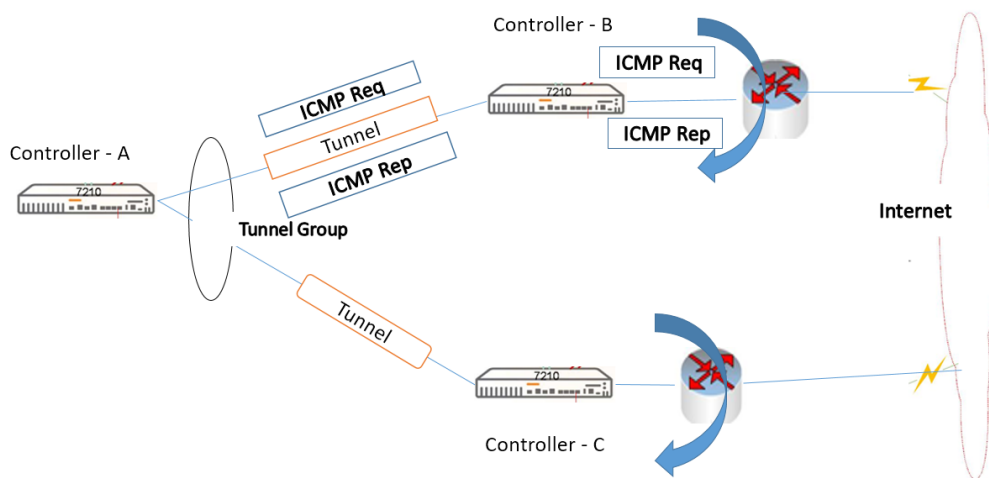 Controller - B
ICMP Req
ICMP Req
7210
Tunnel
ICMP Rep
Controller - A
ICMP Rep
7210
Internet
Tunnel Group
Tunnel
7210
Controller - C